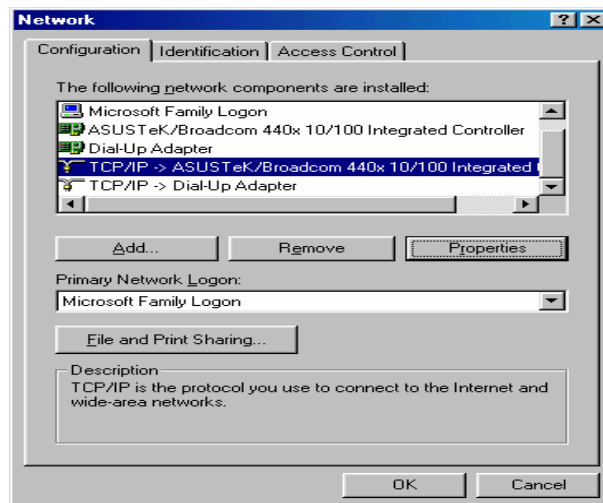 Network
Configuration Identification Access Control
The following network components are installed:
Microsoft Family Logon
ASUSTeK/Broadcom 440x 10/100 Integrated Controller
Dial-Up Adapter
TCP/IP -> ASUSTeK/Broadcom 440x 10/100 Integrated
TCP/IP -> Dial-Up Adapter
Add... Remove Properties
Primary Network Logon:
Microsoft Family Logon
File and Print Sharing...
Description
TCP/IP is the protocol you use to connect to the Internet and
wide-area networks.
OK Cancel